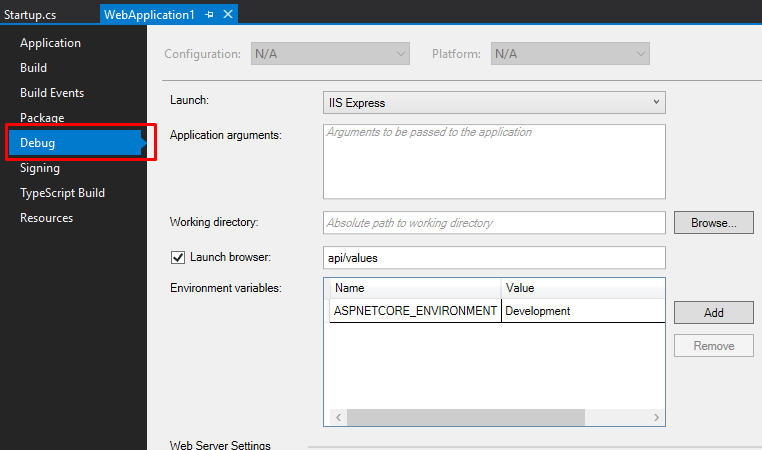 Startup.cs
WebApplication1
Application
Build
Build Events
Package
Debug
Signing
TypeScript Build
Resources
Configuration: N/A Platform: N/A
Launch: IIS Express
Application arguments: Arguments to be passed to the application
Working directory: Absolute path to working directory Browse...
Launch browser: api/values
Environment variables: Name Value
ASPNETCORE_ENVIRONMENT Development Add
Remove
Web Server Settings